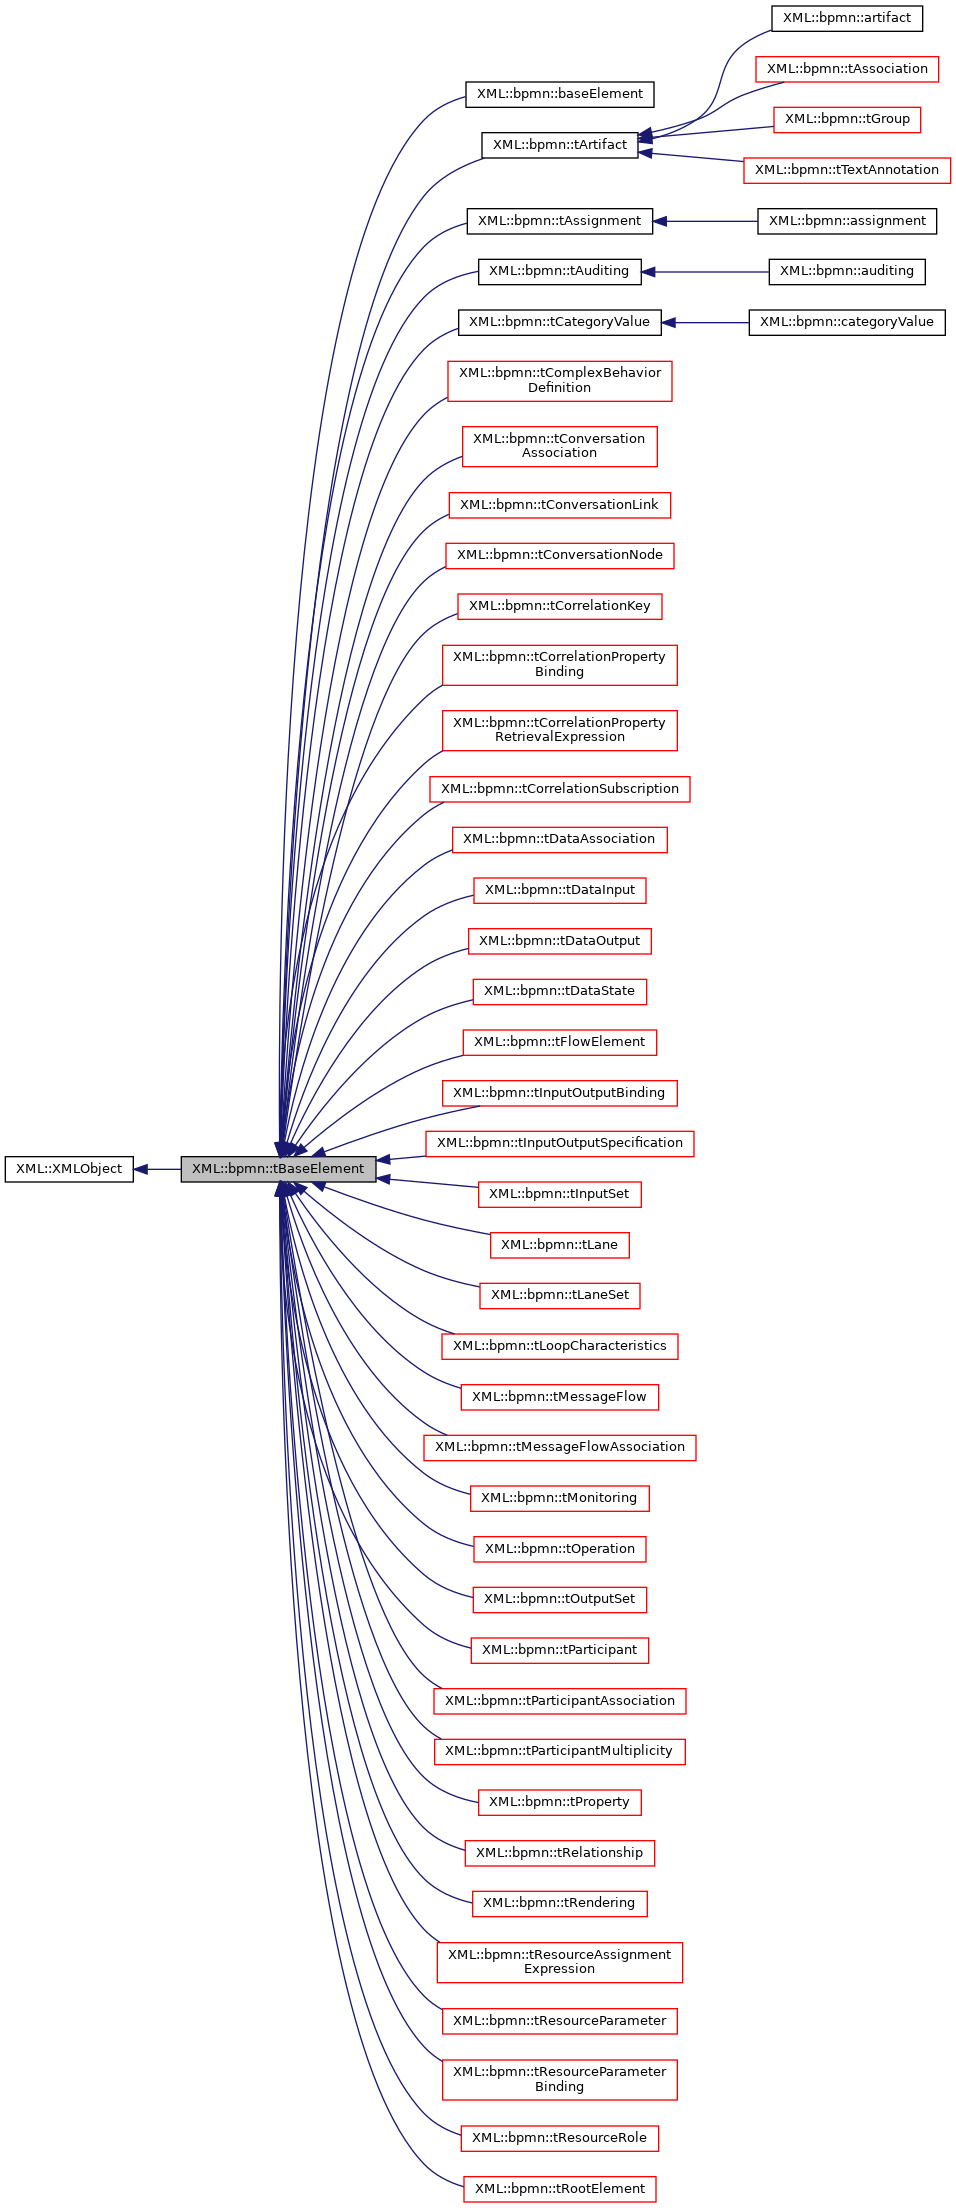 XML::bpmn::artifact
XML::bpmn::tAssociation
XML::bpmn::baseElement
XML::bpmn::tGroup
XML::bpmn::tArtifact
XML::bpmn::tTextAnnotation
XML::bpmn::tAssignment
XML::bpmn::assignment
XML::bpmn::tAuditing
XML::bpmn::auditing
XML::bpmn::tCategoryValue
XML::bpmn::categoryValue
XML::bpmn::tComplexBehavior
Definition
XML::bpmn::tConversation
Association
XML::bpmn::tConversationLink
XML::bpmn::tConversationNode
XML::bpmn::tCorrelationKey
XML::bpmn::tCorrelationProperty
Binding
XML::bpmn::tCorrelationProperty
RetrievalExpression
XML::bpmn::tCorrelationSubscription
XML::bpmn::tDataAssociation
XML::bpmn::tDataInput
XML::bpmn::tDataOutput
XML::bpmn::tDataState
XML::bpmn::tFlowElement
XML::bpmn::tInputOutputBinding
XML::bpmn::tInputOutputSpecification
XML::XMLObject
XML::bpmn::tBaseElement
XML::bpmn::tInputSet
XML::bpmn::tLane
XML::bpmn::tLaneSet
XML::bpmn::tLoopCharacteristics
XML::bpmn::tMessageFlow
XML::bpmn::tMessageFlowAssociation
XML::bpmn::tMonitoring
XML::bpmn::tOperation
XML::bpmn::tOutputSet
XML::bpmn::tParticipant
XML::bpmn::tParticipantAssociation
XML::bpmn::tParticipantMultiplicity
XML::bpmn::tProperty
XML::bpmn::tRelationship
XML::bpmn::tRendering
XML::bpmn::tResourceAssignment
Expression
XML::bpmn::tResourceParameter
XML::bpmn::tResourceParameter
Binding
XML::bpmn::tResourceRole
XML::bpmn::tRootElement